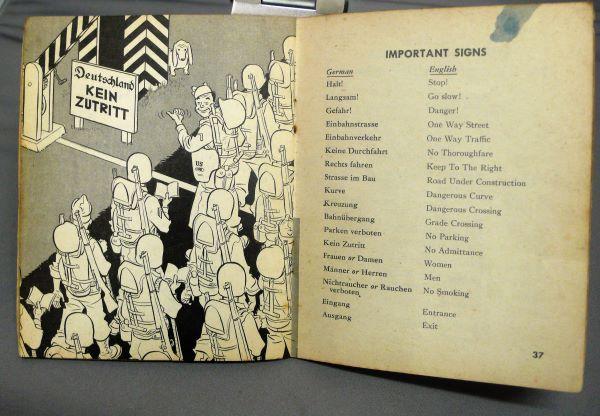 Deutschland
KEIN
ZUTRITT
US
IMPORTANT SIGNS
German English
Halt! Stop!
Langsam! Go slow!
Gefahr! Danger!
Einbahnstrasse One Way Street
Einbahnverkehr One Way Traffic
Keine Durchfahrt No Thoroughfare
Rechts fahren Keep To The Right
Strasse im Bau Road Under Construction
Kurve Dangerous Curve
Kreuzung Dangerous Crossing
Bahnübergang Grade Crossing
Parken verboten No Parking
Kein Zutritt No Admittance
Frauen or Damen Women
Männer or Herren Men
Nichtraucher or Rauchen No Smoking
verboten
Eingang Entrance
Ausgang Exit
37